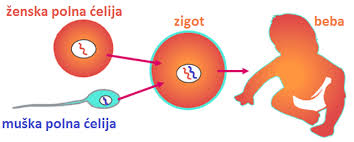 ženska polna ćelija
zigot
beba
muška polna ćelija